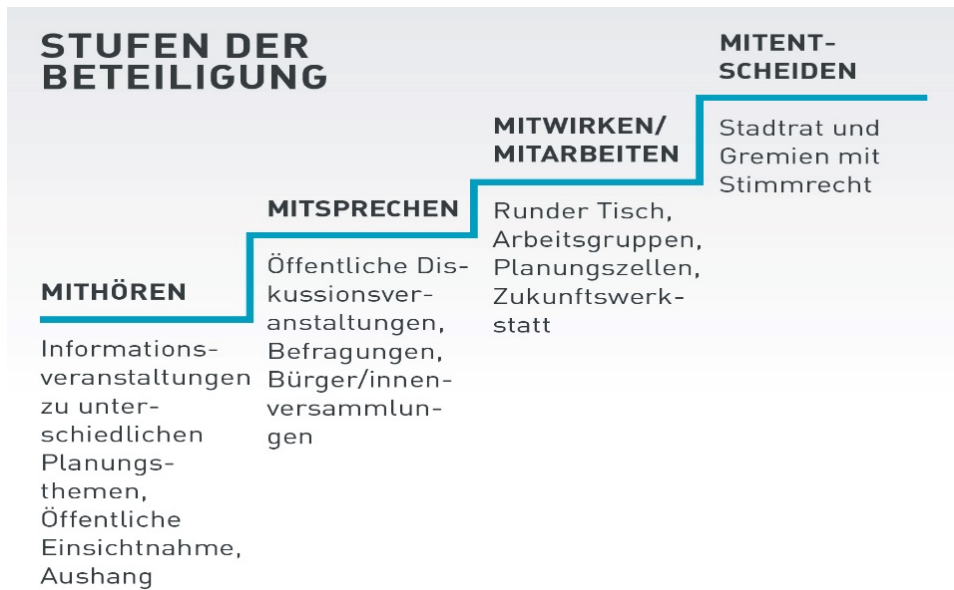 STUFEN DER
BETEILIGUNG
MITHÖREN
Informations-
veranstaltungen
zu unter-
schiedlichen
Planungs-
themen,
Öffentliche
Einsichtnahme,
Aushang
MITSPRECHEN
Öffentliche Dis-
kussionsver-
anstaltungen,
Befragungen,
Bürger/innen-
versammlun-
gen
MITWIRKEN/
MITARBEITEN
Runder Tisch,
Arbeitsgruppen,
Planungszellen,
Zukunftswerk-
statt
MITENT-
SCHEIDEN
Stadtrat und
Gremien mit
Stimmrecht